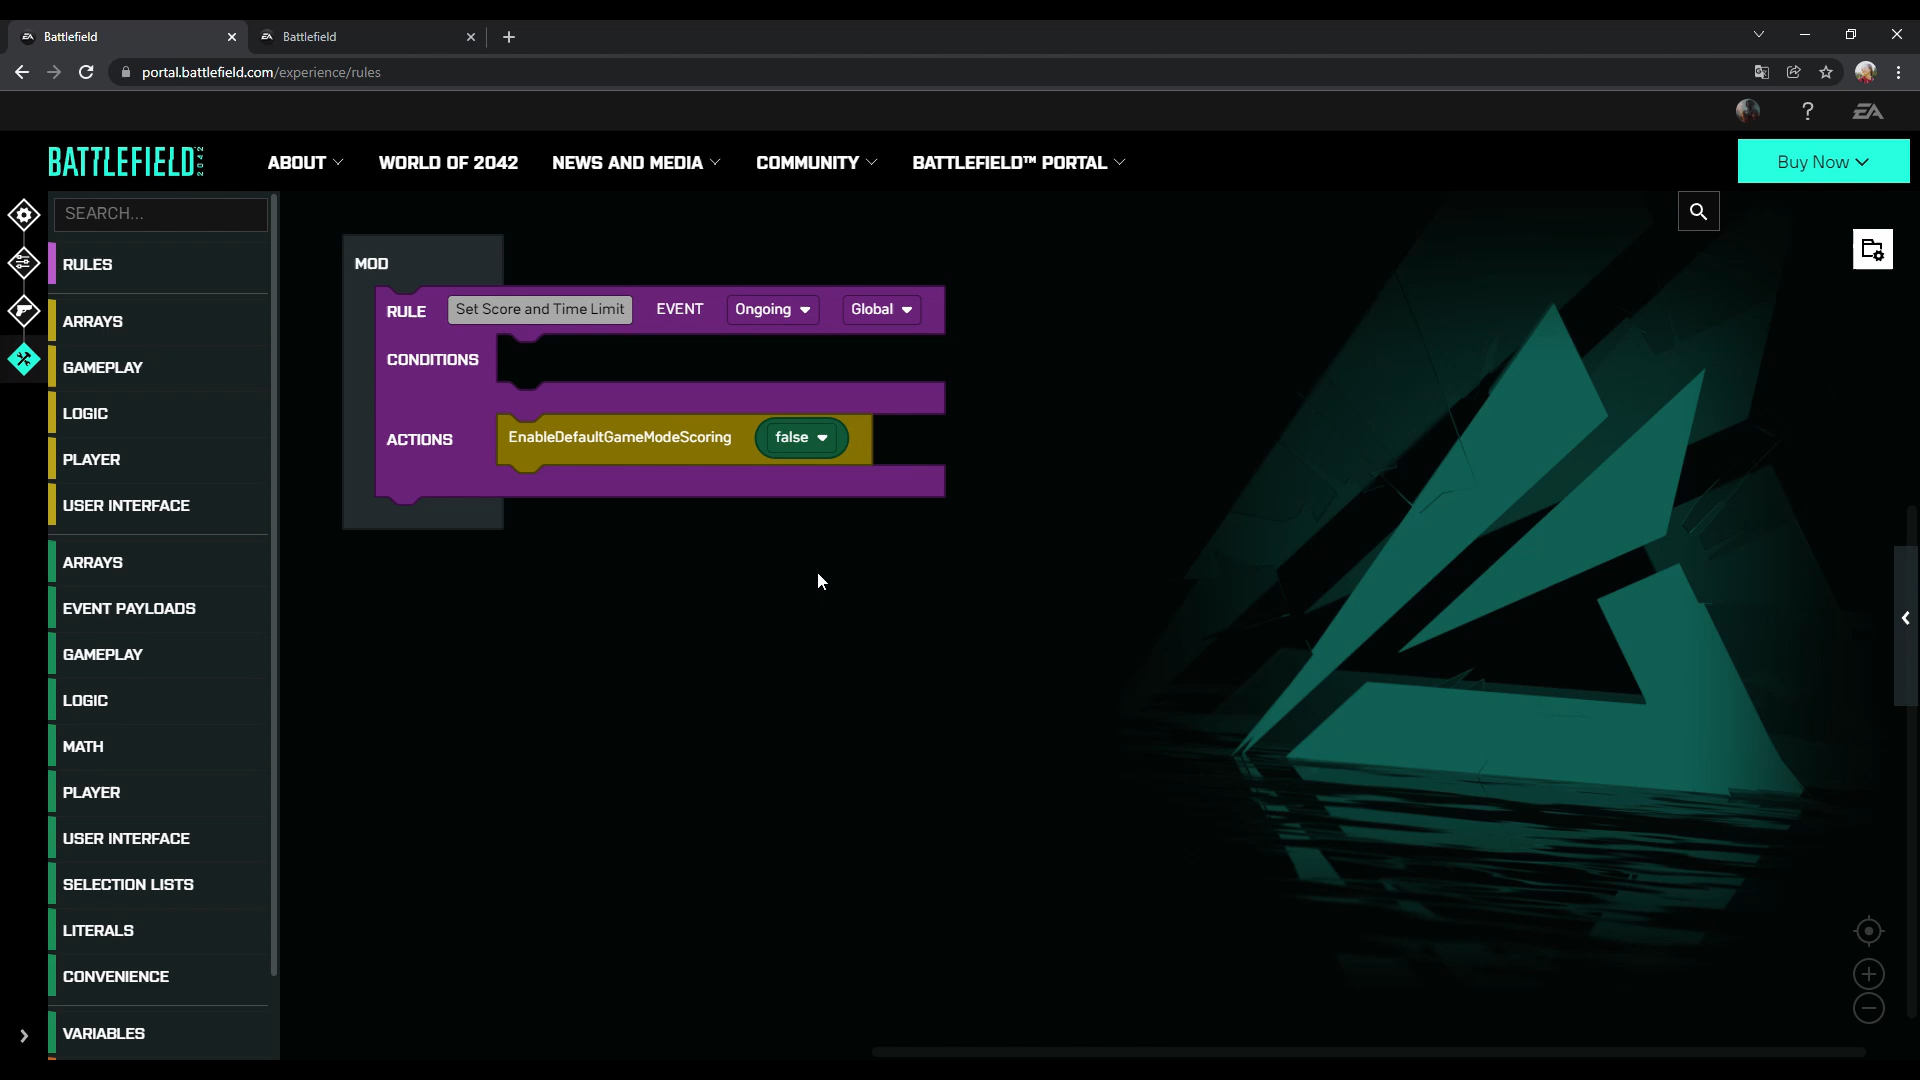 Battlefield
Battlefield
portal.battlefield.com/experience/rules
EA
BATTLEFIELD 2042
ABOUT
WORLD OF 2042
NEWS AND MEDIA
COMMUNITY
BATTLEFIELD™ PORTAL
Buy Now
SEARCH...
RULES
ARRAYS
GAMEPLAY
LOGIC
PLAYER
USER INTERFACE
ARRAYS
EVENT PAYLOADS
GAMEPLAY
LOGIC
MATH
PLAYER
USER INTERFACE
SELECTION LISTS
LITERALS
CONVENIENCE
VARIABLES
MOD
RULE Set Score and Time Limit EVENT Ongoing Global
CONDITIONS
ACTIONS EnableDefaultGameModeScoring false